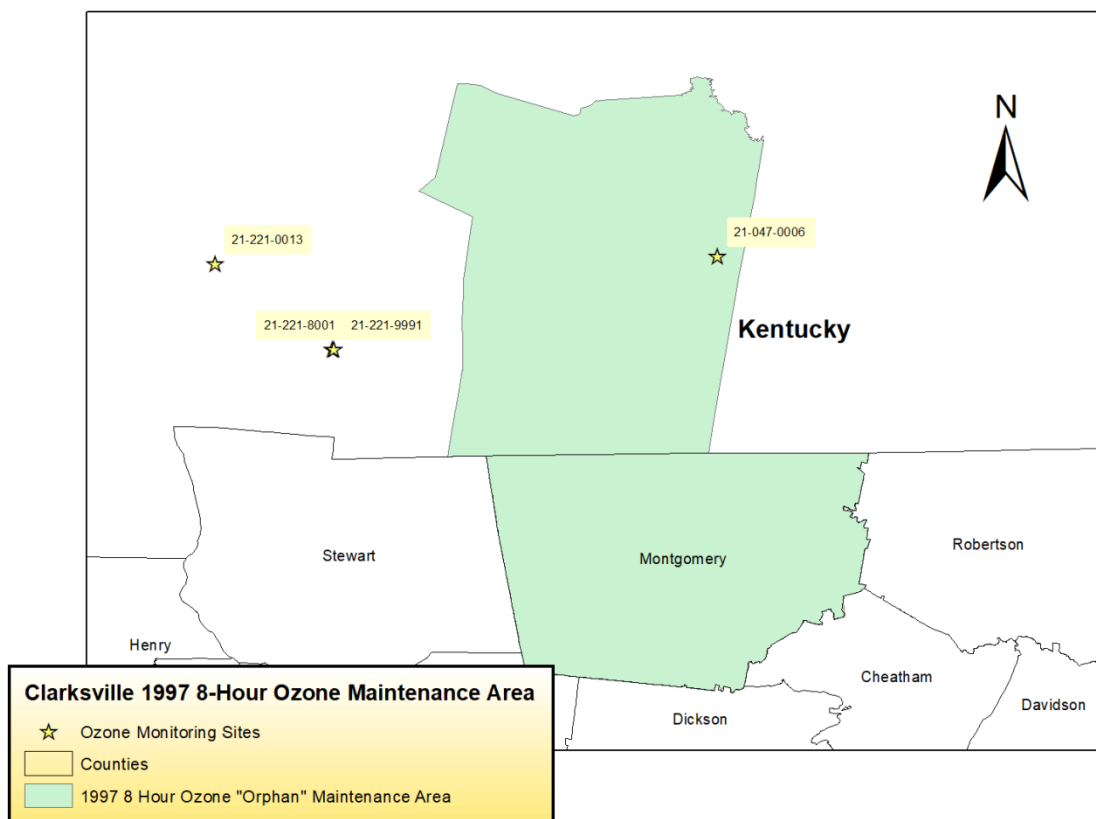 N
21-047-0006
21-221-0013
21-221-8001 21-221-9991
Kentucky
Robertson
Stewart
Montgomery
Henry
Cheatham
Davidson
Dickson
Clarksville 1997 8-Hour Ozone Maintenance Area
Ozone Monitoring Sites
Counties
1997 8 Hour Ozone "Orphan" Maintenance Area